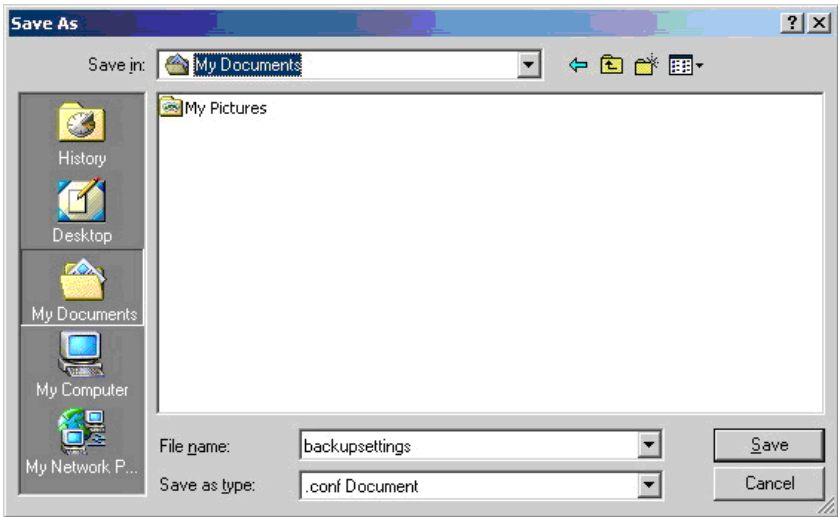 Save As
Save in: My Documents
My Pictures
History
Desktop
My Documents
My Computer
My Network P...
File name: backupsettings Save
Save as type: .conf Document Cancel